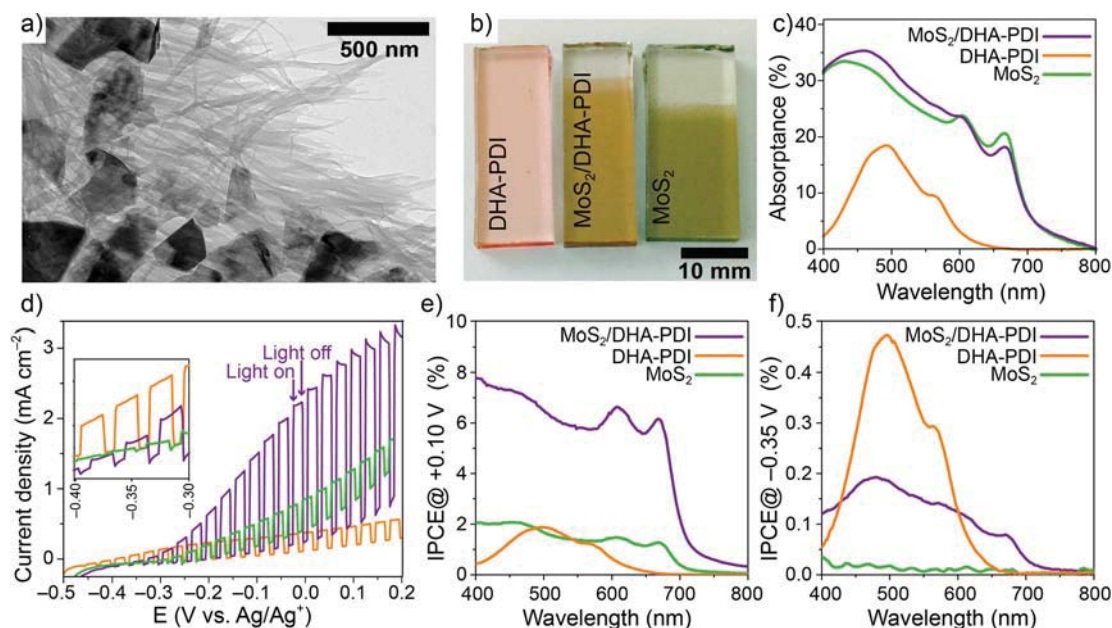 a)
500 nm
b)
DHA-PDI
MoS₂/DHA-PDI
MoS₂
10 mm
c)
MoS₂/DHA-PDI
DHA-PDI
MoS₂
Absorptance (%)
40
30
20
10
0
400 500 600 700 800
Wavelength (nm)
d)
Current density (mA cm⁻²)
3
2
1
0
Light off
Light on
−0.40
−0.35
−0.30
−0.5 −0.4 −0.3 −0.2 −0.1 0.0 0.1 0.2
E (V vs. Ag/Ag⁺)
e)
IPCE@ +0.10 V (%)
10
8
6
4
2
0
MoS₂/DHA-PDI
DHA-PDI
MoS₂
400 500 600 700 800
Wavelength (nm)
f)
IPCE@ −0.35 V (%)
0.5
0.4
0.3
0.2
0.1
0.0
MoS₂/DHA-PDI
DHA-PDI
MoS₂
400 500 600 700 800
Wavelength (nm)